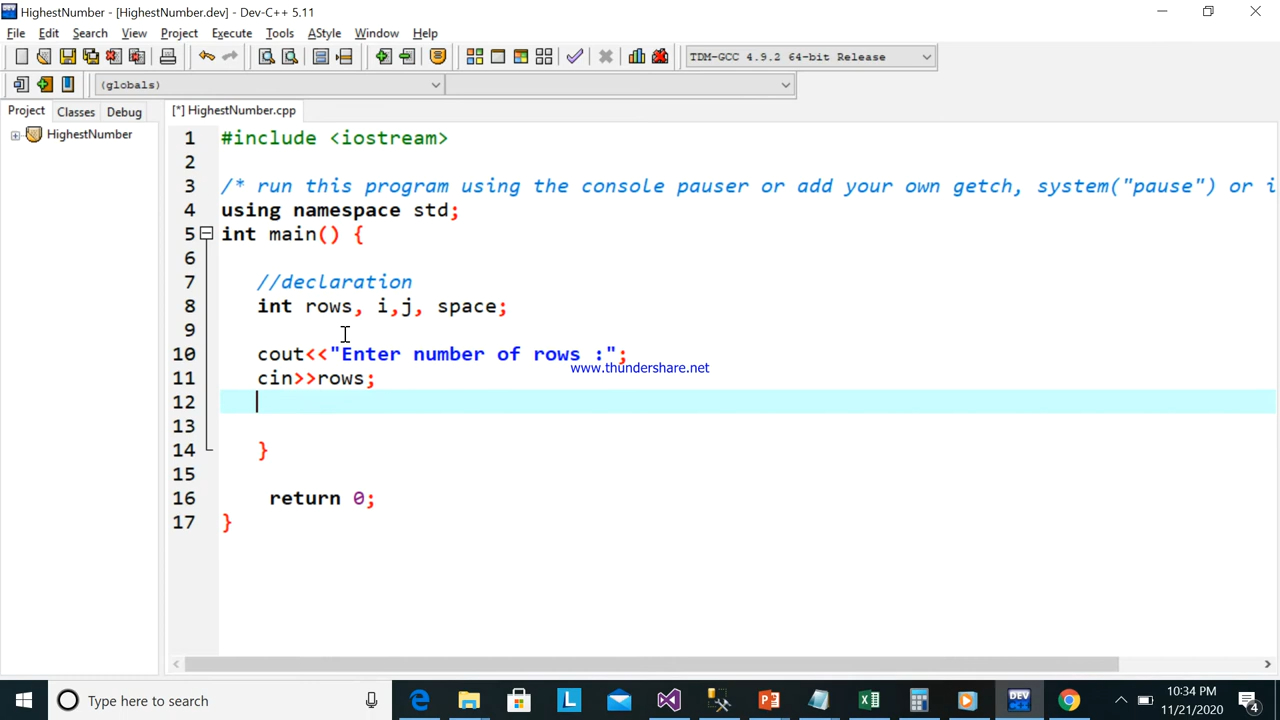 HighestNumber - [HighestNumber.dev] - Dev-C++ 5.11
File Edit Search View Project Execute Tools AStyle Window Help
TDM-GCC 4.9.2 64-bit Release
(globals)
Project Classes Debug [*] HighestNumber.cpp
HighestNumber
1 #include <iostream>
2
3 /* run this program using the console pauser or add your own getch, system("pause") or i
4 using namespace std;
5 int main() {
6
7 //declaration
8 int rows, i,j, space;
9
10 cout<<"Enter number of rows :";
www.thundershare.net
11 cin>>rows;
12
13
14 }
15
16 return 0;
17 }
Type here to search
L
DEV
C++
10:34 PM
11/21/2020
4